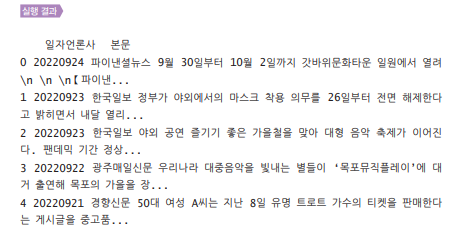 실행 결과
일자언론사 본문
0 20220924 파이낸셜뉴스 9월 30일부터 10월 2일까지 갓바위문화타운 일원에서 열려
\n \n \n【파이낸...
1 20220923 한국일보 정부가 야외에서의 마스크 착용 의무를 26일부터 전면 해제한다
고 밝히면서 내달 열리...
2 20220923 한국일보 야외 공연 즐기기 좋은 가을철을 맞아 대형 음악 축제가 이어진
다. 팬데믹 기간 정상...
3 20220922 광주매일신문 우리나라 대중음악을 빛내는 별들이 ‘목포뮤직플레이’에 대
거 출연해 목포의 가을을 장...
4 20220921 경향신문 50대 여성 A씨는 지난 8일 유명 트로트 가수의 티켓을 판매한다
는 게시글을 중고품...